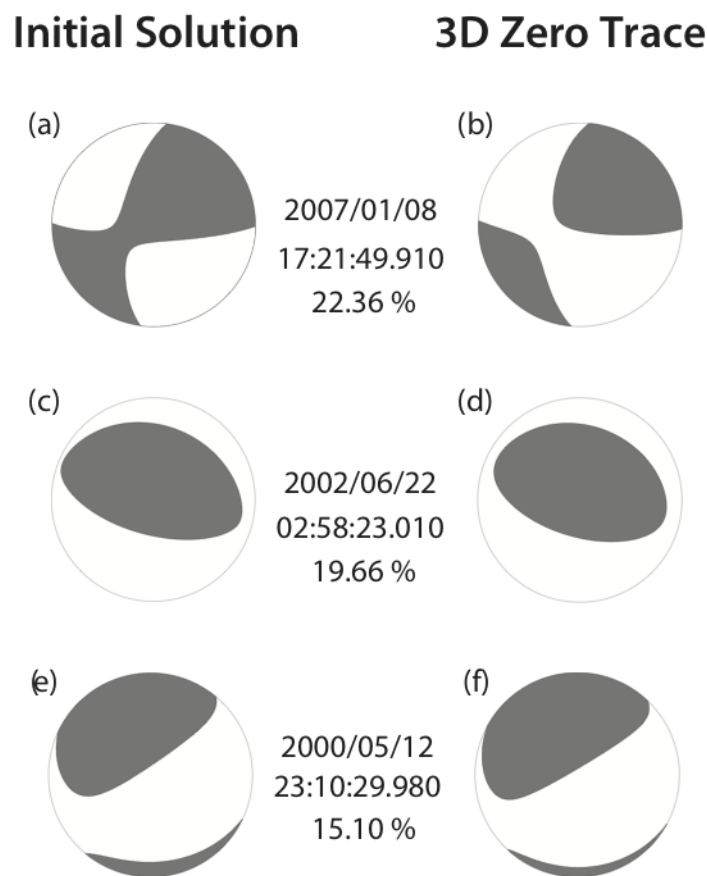 Initial Solution 3D Zero Trace
(a) (b)
2007/01/08
17:21:49.910
22.36 %
(c) (d)
2002/06/22
02:58:23.010
19.66 %
(e) (f)
2000/05/12
23:10:29.980
15.10 %